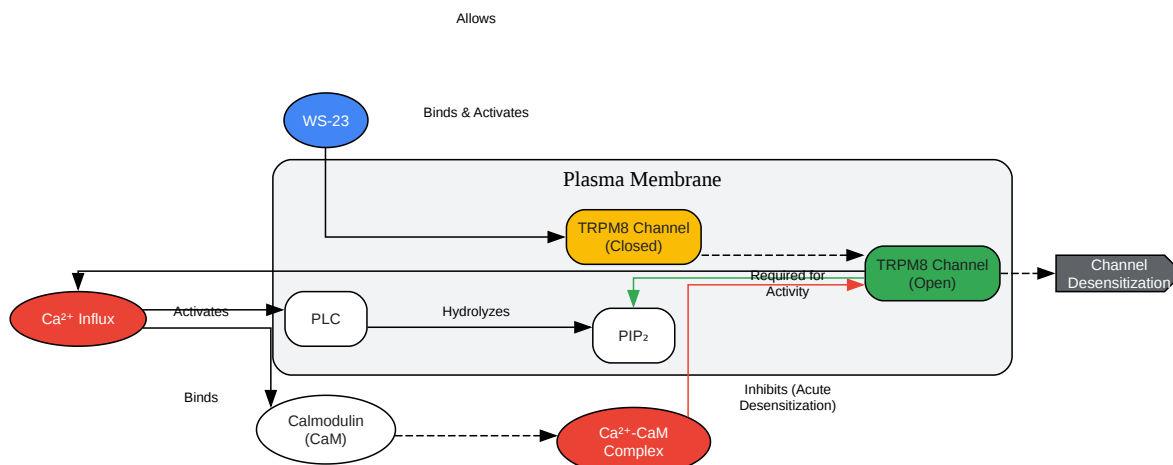 Allows
Binds & Activates
WS-23
Plasma Membrane
TRPM8 Channel
(Closed)
TRPM8 Channel
(Open)
Channel
Desensitization
Required for
Activity
Ca²⁺ Influx
Activates
PLC
Hydrolyzes
PIP₂
Binds
Inhibits (Acute
Desensitization)
Calmodulin
(CaM)
Ca²⁺-CaM
Complex